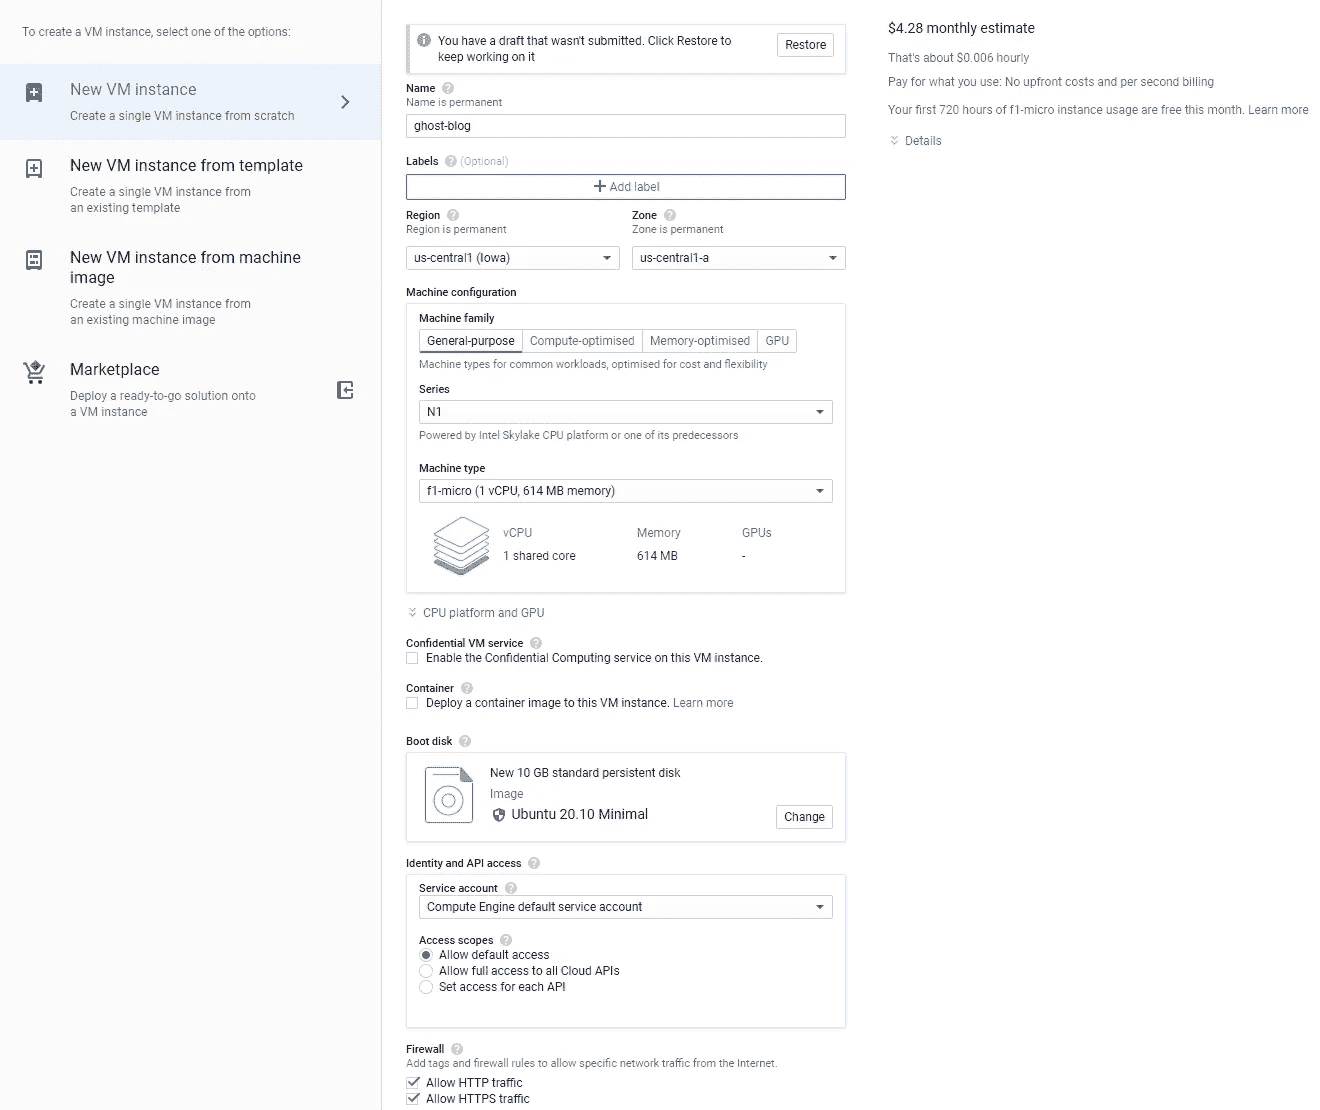 To create a VM instance, select one of the options:
New VM instance
Create a single VM instance from scratch
New VM instance from template
Create a single VM instance from
an existing template
New VM instance from machine
image
Create a single VM instance from
an existing machine image
Marketplace
Deploy a ready-to-go solution onto
a VM instance
You have a draft that wasn't submitted. Click Restore to
keep working on it
Restore
Name
Name is permanent
ghost-blog
Labels (Optional)
Add label
Region
Region is permanent
us-central1 (Iowa)
Zone
Zone is permanent
us-central1-a
Machine configuration
Machine family
General-purpose Compute-optimised Memory-optimised GPU
Machine types for common workloads, optimised for cost and flexibility
Series
N1
Powered by Intel Skylake CPU platform or one of its predecessors
Machine type
f1-micro (1 vCPU, 614 MB memory)
vCPU Memory GPUs
1 shared core 614 MB -
CPU platform and GPU
Confidential VM service
Enable the Confidential Computing service on this VM instance.
Container
Deploy a container image to this VM instance. Learn more
Boot disk
New 10 GB standard persistent disk
Image
Ubuntu 20.10 Minimal
Change
Identity and API access
Service account
Compute Engine default service account
Access scopes
Allow default access
Allow full access to all Cloud APIs
Set access for each API
Firewall
Add tags and firewall rules to allow specific network traffic from the Internet.
Allow HTTP traffic
Allow HTTPS traffic
$4.28 monthly estimate
That's about $0.006 hourly
Pay for what you use: No upfront costs and per second billing
Your first 720 hours of f1-micro instance usage are free this month. Learn more
Details